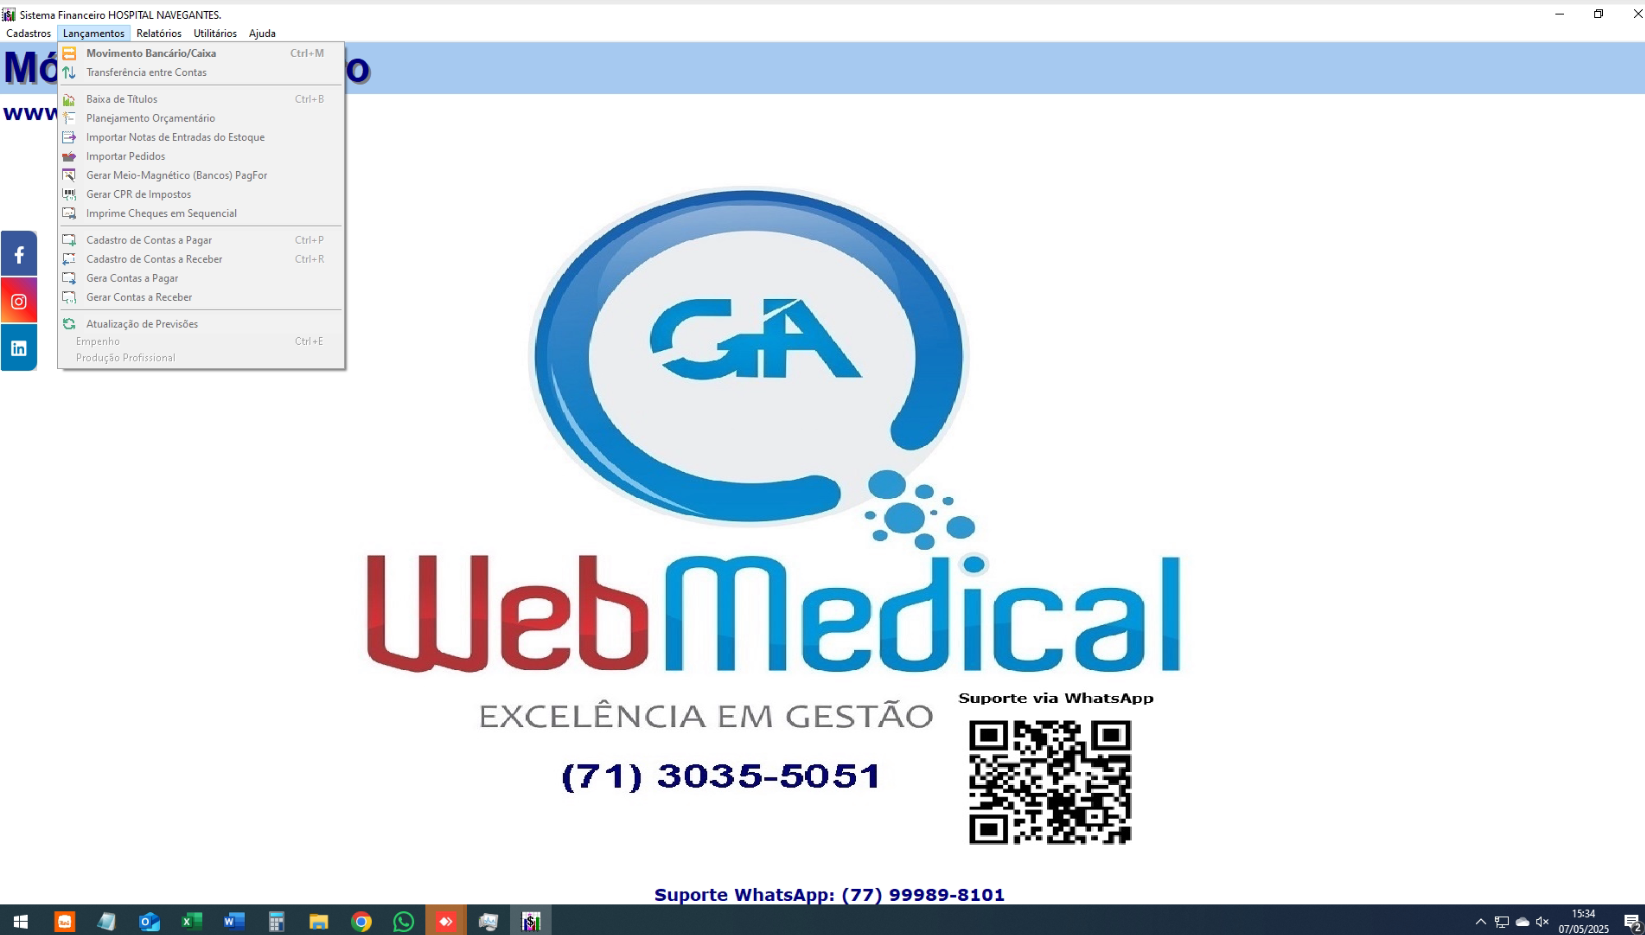 Sistema Financeiro HOSPITAL NAVEGANTES.
Cadastros Lançamentos Relatórios Utilitários Ajuda
Mó o
www
Movimento Bancário/Caixa Ctrl+M
Transferência entre Contas
Baixa de Títulos Ctrl+B
Planejamento Orçamentário
Importar Notas de Entradas do Estoque
Importar Pedidos
Gerar Meio-Magnético (Bancos) PagFor
Gerar CPR de Impostos
Imprime Cheques em Sequencial
Cadastro de Contas a Pagar Ctrl+P
Cadastro de Contas a Receber Ctrl+R
Gera Contas a Pagar
Gerar Contas a Receber
Atualização de Previsões
Empenho Ctrl+E
Produção Profissional
GA
WebMedical
EXCELÊNCIA EM GESTÃO
Suporte via WhatsApp
(71) 3035-5051
Suporte WhatsApp: (77) 99989-8101
15:34
07/05/2025
2